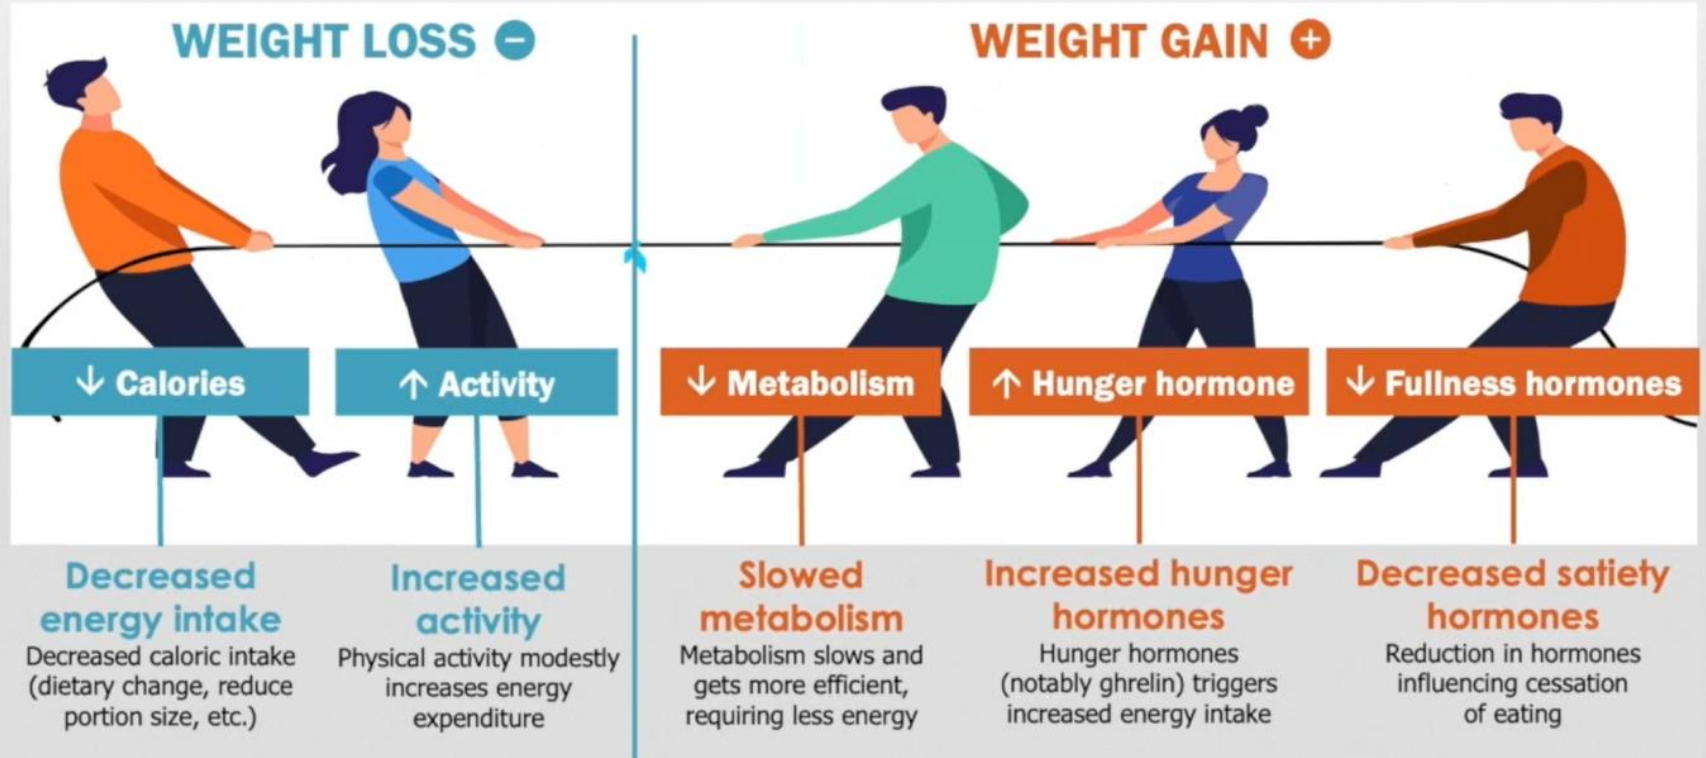 WEIGHT LOSS −
WEIGHT GAIN +
↓ Calories
↑ Activity
↓ Metabolism
↑ Hunger hormone
↓ Fullness hormones
Decreased
energy intake
Decreased caloric intake
(dietary change, reduce
portion size, etc.)
Increased
activity
Physical activity modestly
increases energy
expenditure
Slowed
metabolism
Metabolism slows and
gets more efficient,
requiring less energy
Increased hunger
hormones
Hunger hormones
(notably ghrelin) triggers
increased energy intake
Decreased satiety
hormones
Reduction in hormones
influencing cessation
of eating